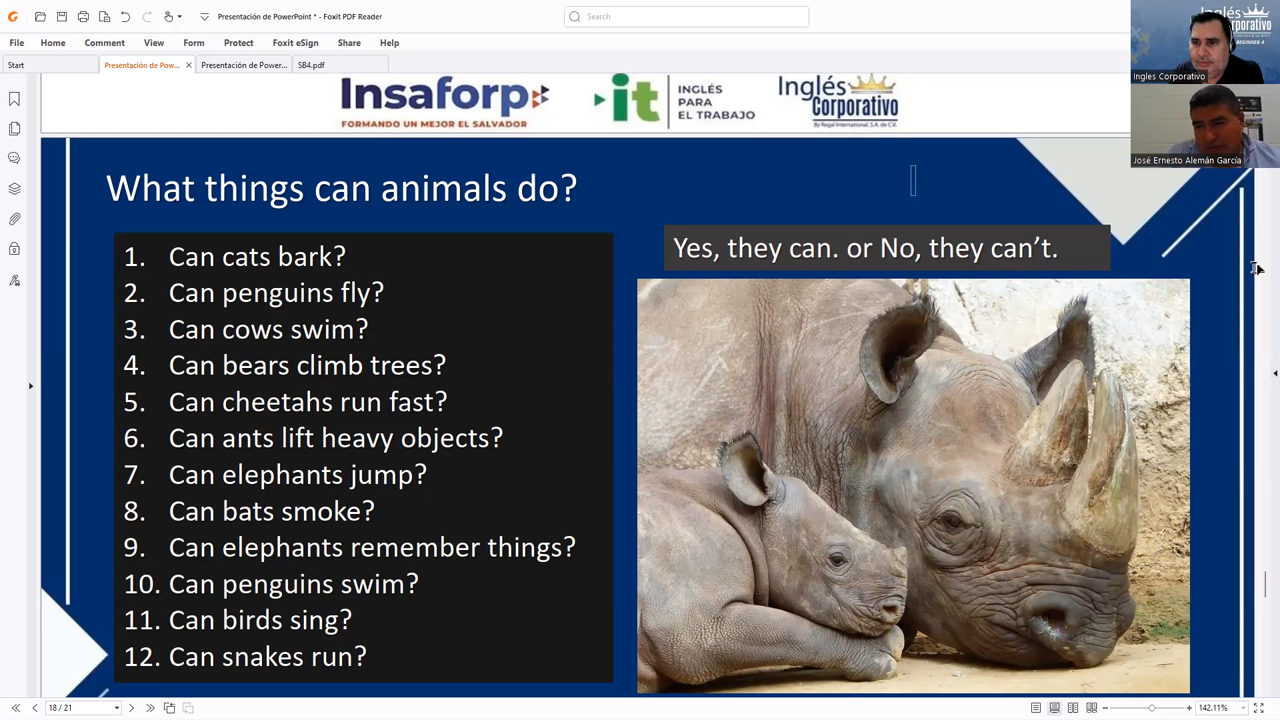 Presentación de PowerPoint * - Foxit PDF Reader
Search
File Home Comment View Form Protect Foxit eSign Share Help
Start Presentación de Pow... Presentación de Power... SB4.pdf
Insaforp
FORMANDO UN MEJOR EL SALVADOR
it
INGLÉS
PARA
EL TRABAJO
Inglés
Corporativo
By Regal International, S.A. de C.V.
Inglés
Corporativo
BEGINNER 4
Ingles Corporativo
José Ernesto Alemán García
What things can animals do?
1. Can cats bark?
2. Can penguins fly?
3. Can cows swim?
4. Can bears climb trees?
5. Can cheetahs run fast?
6. Can ants lift heavy objects?
7. Can elephants jump?
8. Can bats smoke?
9. Can elephants remember things?
10. Can penguins swim?
11. Can birds sing?
12. Can snakes run?
Yes, they can. or No, they can't.
18 / 21
142.11%